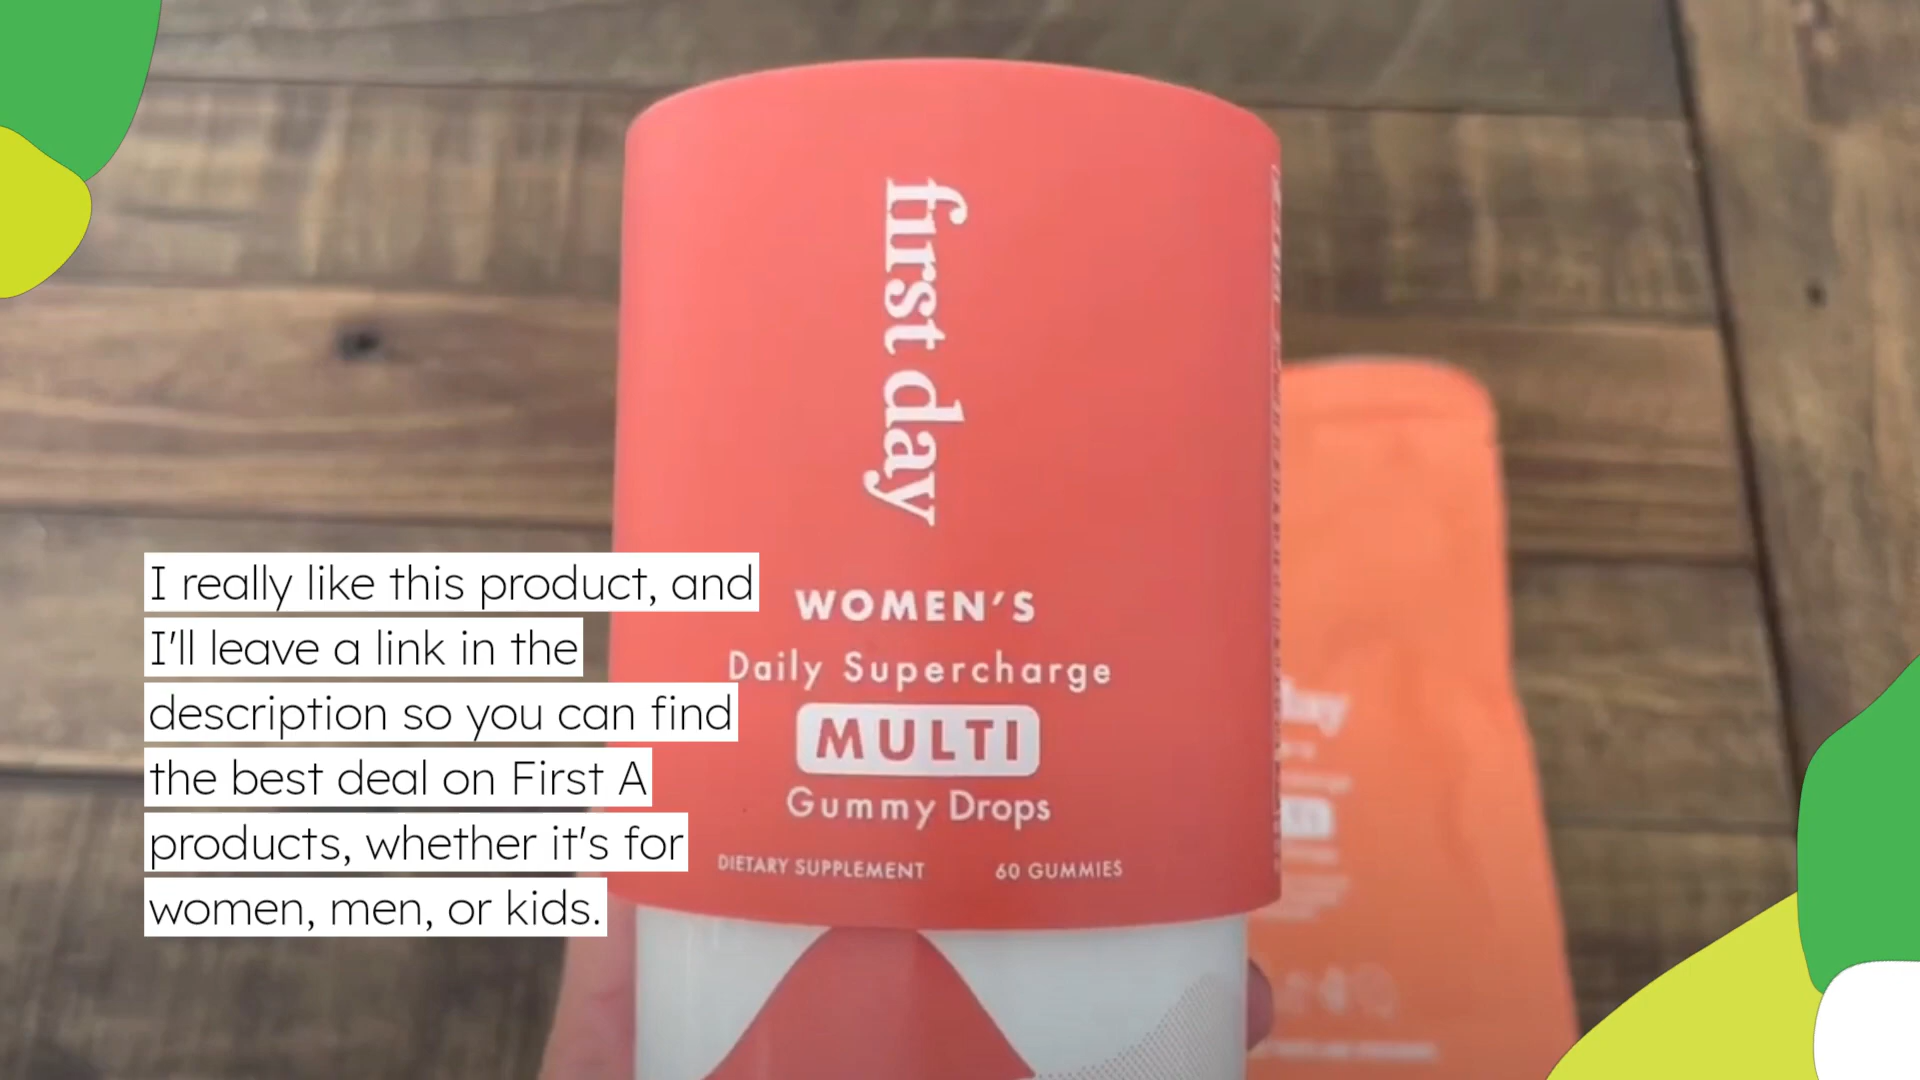 first day
WOMEN'S
Daily Supercharge
MULTI
Gummy Drops
DIETARY SUPPLEMENT 60 GUMMIES
I really like this product, and
I'll leave a link in the
description so you can find
the best deal on First A
products, whether it's for
women, men, or kids.
day